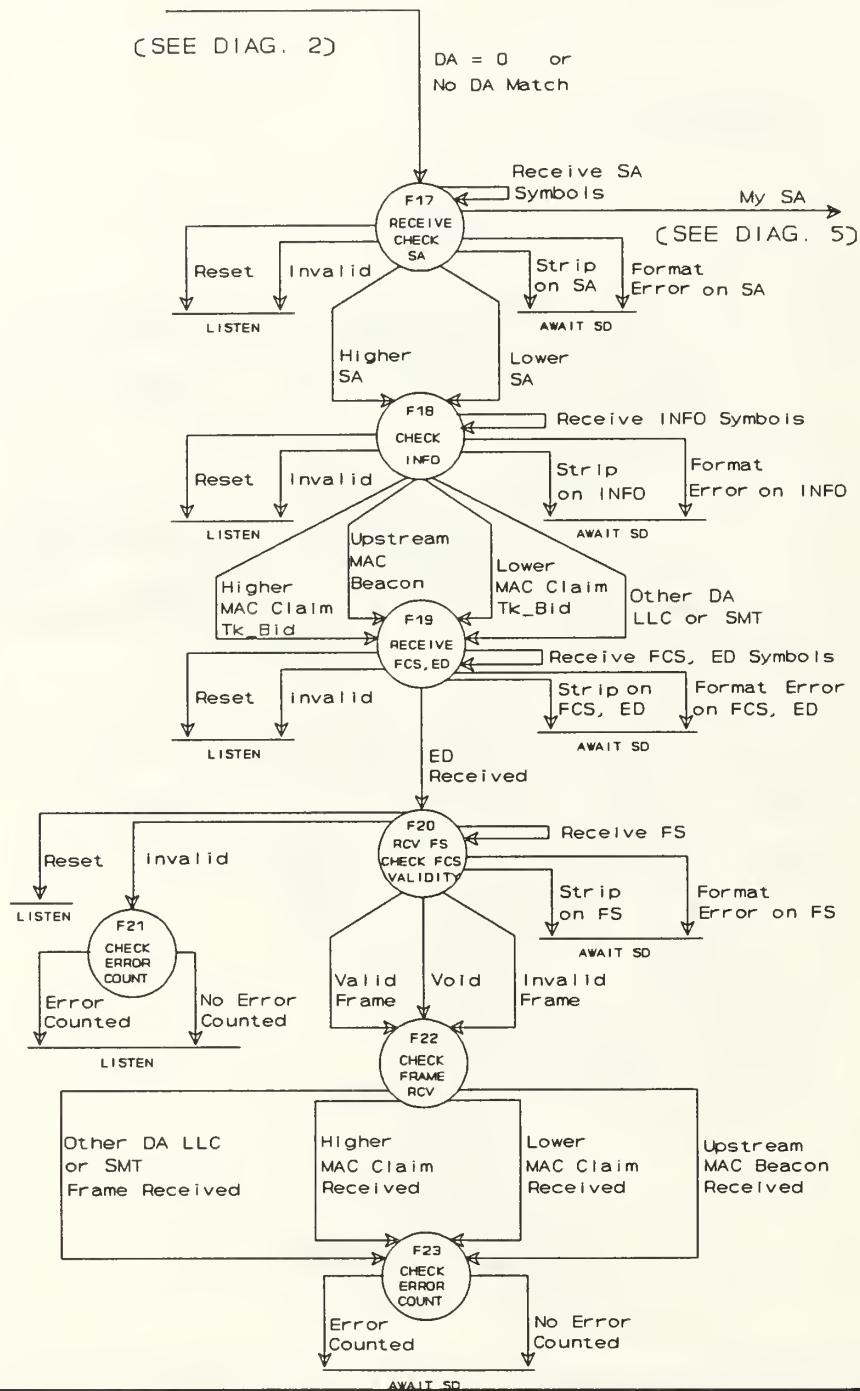 (SEE DIAG. 2)
DA = 0 or
No DA Match
Receive SA
Symbols
My SA
(SEE DIAG. 5)
F17
RECEIVE
CHECK
SA
Reset
Invalid
LISTEN
Strip
on SA
Format
Error on SA
AWAIT SD
Higher
SA
Lower
SA
F18
CHECK
INFO
Receive INFO Symbols
Reset
Invalid
LISTEN
Strip
on INFO
Format
Error on INFO
AWAIT SD
Higher
MAC Claim
Tk_Bid
Upstream
MAC
Beacon
Lower
MAC Claim
Tk_Bid
Other DA
LLC or SMT
F19
RECEIVE
FCS, ED
Receive FCS, ED Symbols
Reset
Invalid
LISTEN
Strip on
FCS, ED
Format Error
on FCS, ED
AWAIT SD
ED
Received
F20
RCV FS
CHECK FCS
VALIDITY
Receive FS
Reset
LISTEN
Invalid
Strip
on FS
Format
Error on FS
AWAIT SD
F21
CHECK
ERROR
COUNT
Error
Counted
No Error
Counted
LISTEN
Valid
Frame
Void
Invalid
Frame
F22
CHECK
FRAME
RCV
Other DA LLC
or SMT
Frame Received
Higher
MAC Claim
Received
Lower
MAC Claim
Received
Upstream
MAC Beacon
Received
F23
CHECK
ERROR
COUNT
Error
Counted
No Error
Counted
AWAIT SD